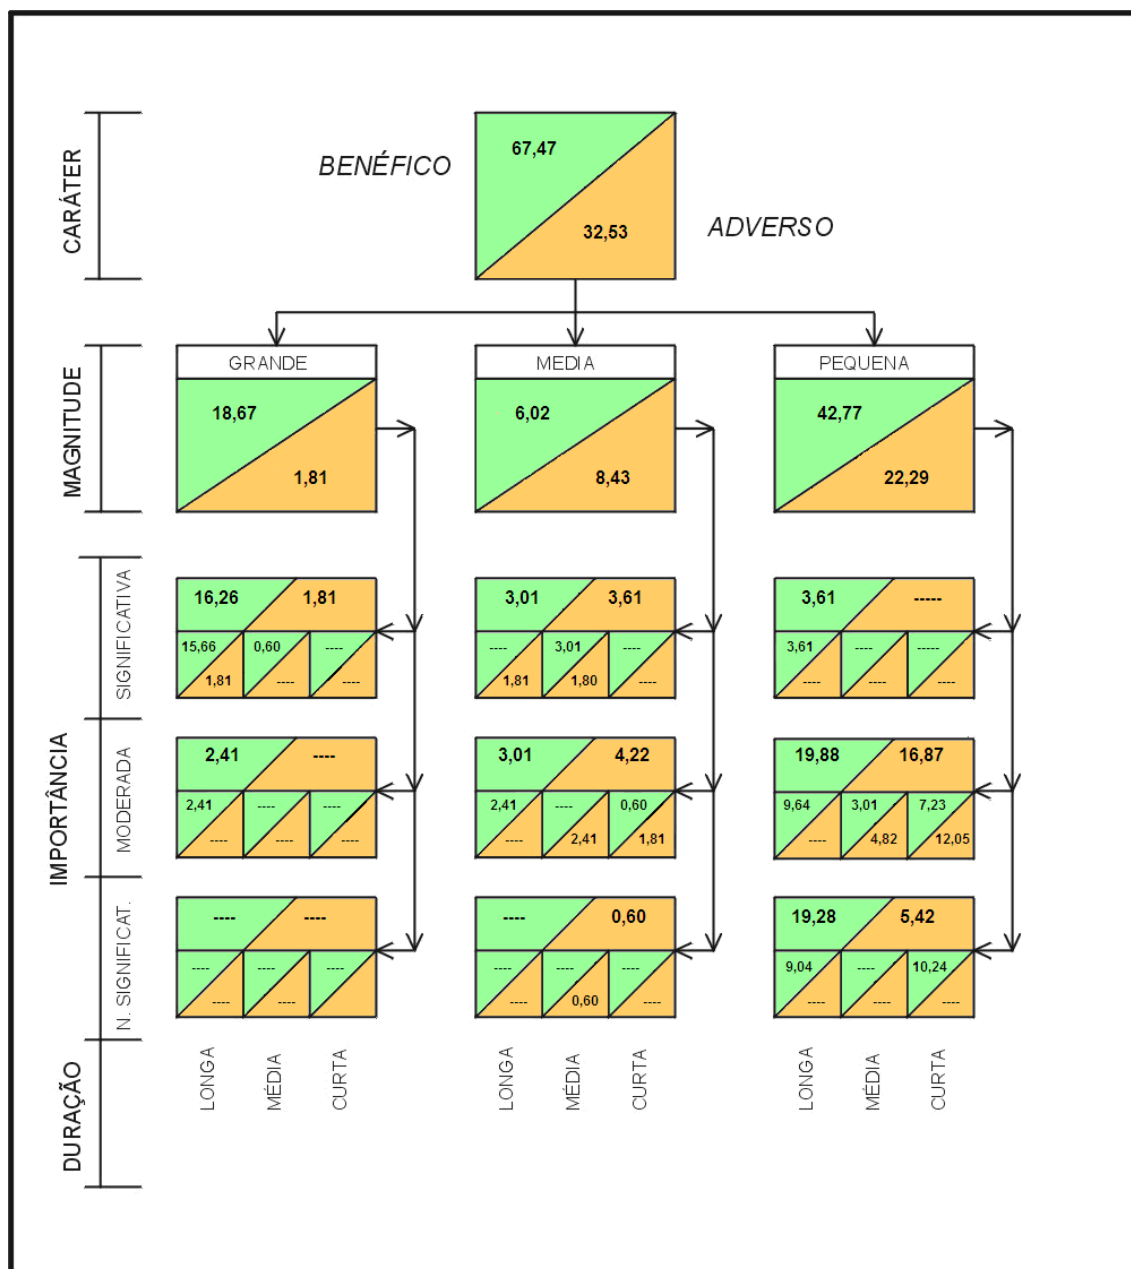 CARÁTER
BENÉFICO
67,47
32,53
ADVERSO
MAGNITUDE
GRANDE
MEDIA
PEQUENA
18,67
1,81
6,02
8,43
42,77
22,29
IMPORTÂNCIA
SIGNIFICATIVA
16,26 1,81
15,66 0,60 ----
1,81 ---- ----
3,01 3,61
---- 3,01 ----
1,81 1,80 ----
3,61 -----
3,61 ---- -----
---- ---- ----
MODERADA
2,41 ----
2,41 ---- ----
---- ---- ----
3,01 4,22
2,41 ---- 0,60
---- 2,41 1,81
19,88 16,87
9,64 3,01 7,23
---- 4,82 12,05
N. SIGNIFICAT.
---- ----
---- ---- ----
---- ----
---- 0,60
---- ---- ----
---- 0,60 ----
19,28 5,42
9,04 ---- 10,24
---- ---- ----
DURAÇÃO
LONGA
MÉDIA
CURTA
LONGA
MÉDIA
CURTA
LONGA
MÉDIA
CURTA